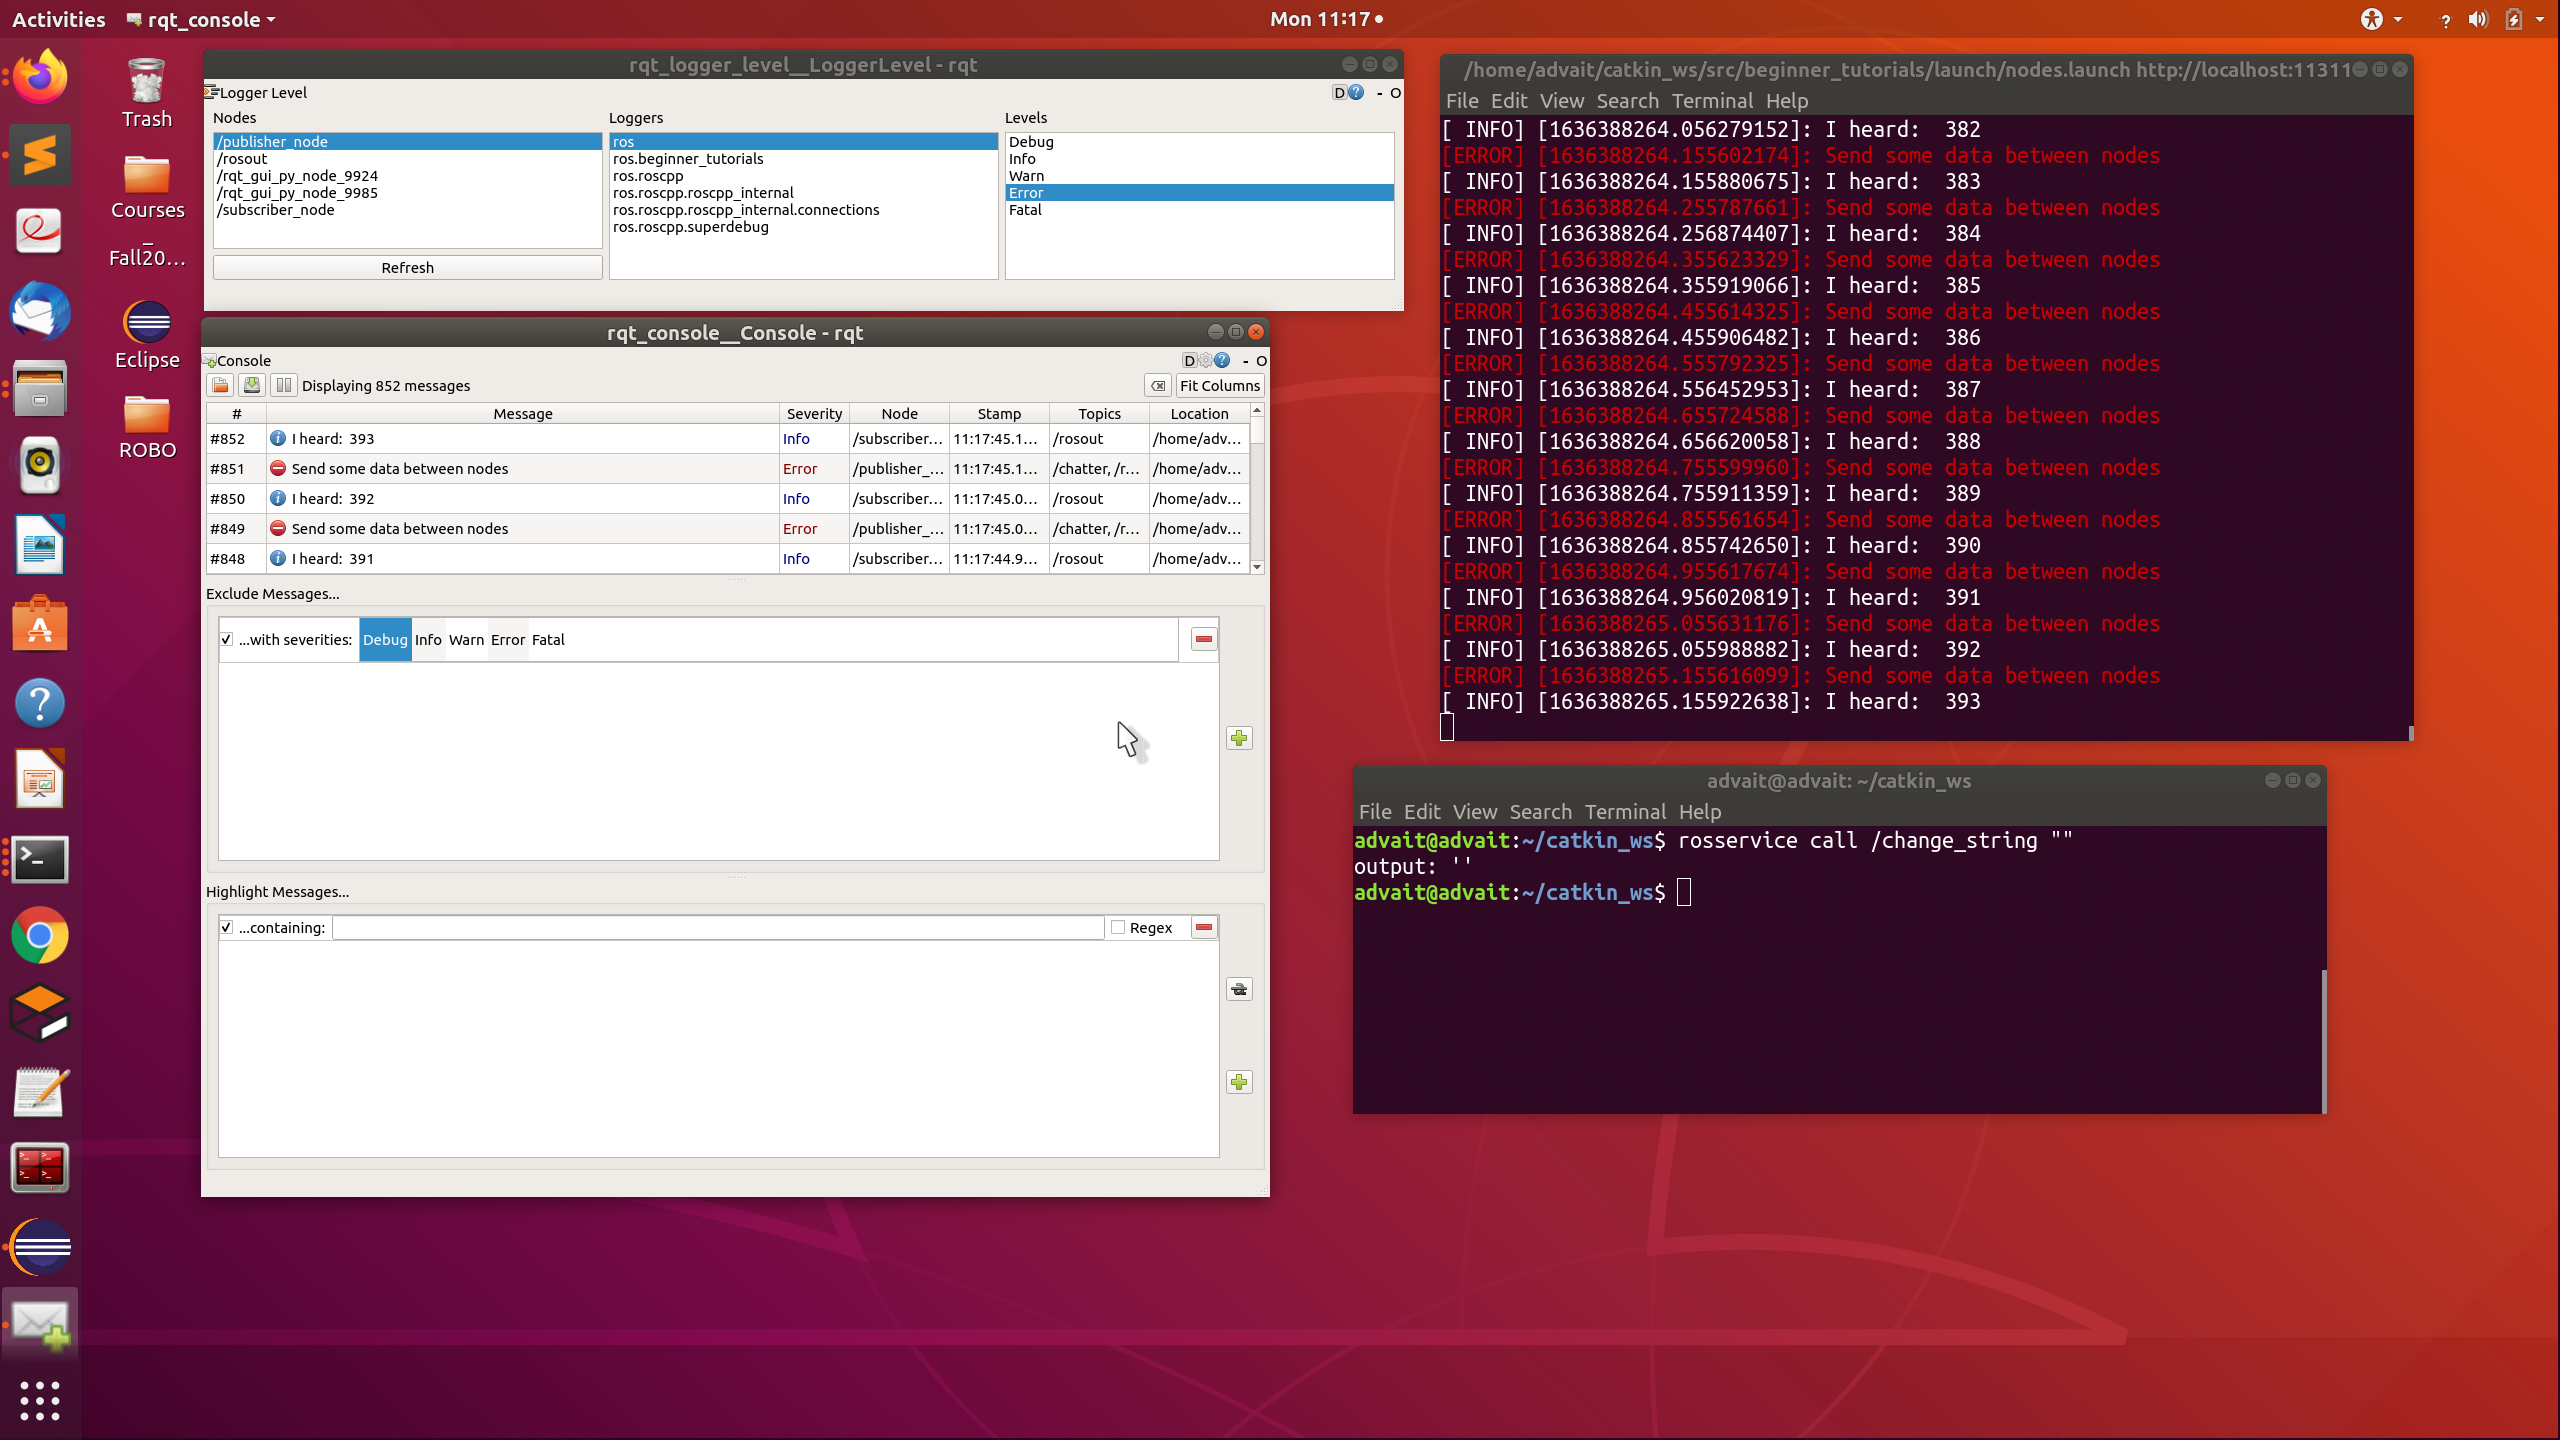 Activities
rqt_console
Mon 11:17
?
Trash
Courses
_
Fall20...
Eclipse
ROBO
rqt_logger_level__LoggerLevel - rqt
Logger Level
D
- O
Nodes
/publisher_node
/rosout
/rqt_gui_py_node_9924
/rqt_gui_py_node_9985
/subscriber_node
Refresh
Loggers
ros
ros.beginner_tutorials
ros.roscpp
ros.roscpp.roscpp_internal
ros.roscpp.roscpp_internal.connections
ros.roscpp.superdebug
Levels
Debug
Info
Warn
Error
Fatal
rqt_console__Console - rqt
Console
D
- O
Displaying 852 messages
Fit Columns
# Message Severity Node Stamp Topics Location
#852 I heard: 393 Info /subscriber... 11:17:45.1... /rosout /home/adv...
#851 Send some data between nodes Error /publisher_... 11:17:45.1... /chatter, /r... /home/adv...
#850 I heard: 392 Info /subscriber... 11:17:45.0... /rosout /home/adv...
#849 Send some data between nodes Error /publisher_... 11:17:45.0... /chatter, /r... /home/adv...
#848 I heard: 391 Info /subscriber... 11:17:44.9... /rosout /home/adv...
Exclude Messages...
...with severities: Debug Info Warn Error Fatal
Highlight Messages...
...containing: Regex
/home/advait/catkin_ws/src/beginner_tutorials/launch/nodes.launch http://localhost:11311
File Edit View Search Terminal Help
[ INFO] [1636388264.056279152]: I heard:  382
[ERROR] [1636388264.155602174]: Send some data between nodes
[ INFO] [1636388264.155880675]: I heard:  383
[ERROR] [1636388264.255787661]: Send some data between nodes
[ INFO] [1636388264.256874407]: I heard:  384
[ERROR] [1636388264.355623329]: Send some data between nodes
[ INFO] [1636388264.355919066]: I heard:  385
[ERROR] [1636388264.455614325]: Send some data between nodes
[ INFO] [1636388264.455906482]: I heard:  386
[ERROR] [1636388264.555792325]: Send some data between nodes
[ INFO] [1636388264.556452953]: I heard:  387
[ERROR] [1636388264.655724588]: Send some data between nodes
[ INFO] [1636388264.656620058]: I heard:  388
[ERROR] [1636388264.755599960]: Send some data between nodes
[ INFO] [1636388264.755911359]: I heard:  389
[ERROR] [1636388264.855561654]: Send some data between nodes
[ INFO] [1636388264.855742650]: I heard:  390
[ERROR] [1636388264.955617674]: Send some data between nodes
[ INFO] [1636388264.956020819]: I heard:  391
[ERROR] [1636388265.055631176]: Send some data between nodes
[ INFO] [1636388265.055988882]: I heard:  392
[ERROR] [1636388265.155616099]: Send some data between nodes
[ INFO] [1636388265.155922638]: I heard:  393
advait@advait: ~/catkin_ws
File Edit View Search Terminal Help
advait@advait:~/catkin_ws$ rosservice call /change_string ""
output: ''
advait@advait:~/catkin_ws$